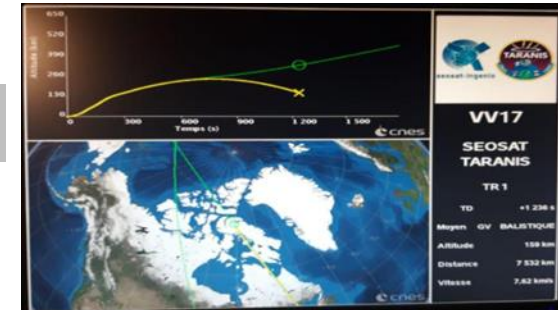 650
520
390
260
130
0
Altitude (km)
0 300 600 900 1 200 1 500
Temps (s)
cnes
cnes
seosat-ingenio
TARANIS
VV17
SEOSAT
TARANIS
TR 1
TD +1 236 s
Moyen GV BALISTIQUE
Altitude 159 km
Distance 7 532 km
Vitesse 7.62 km/s